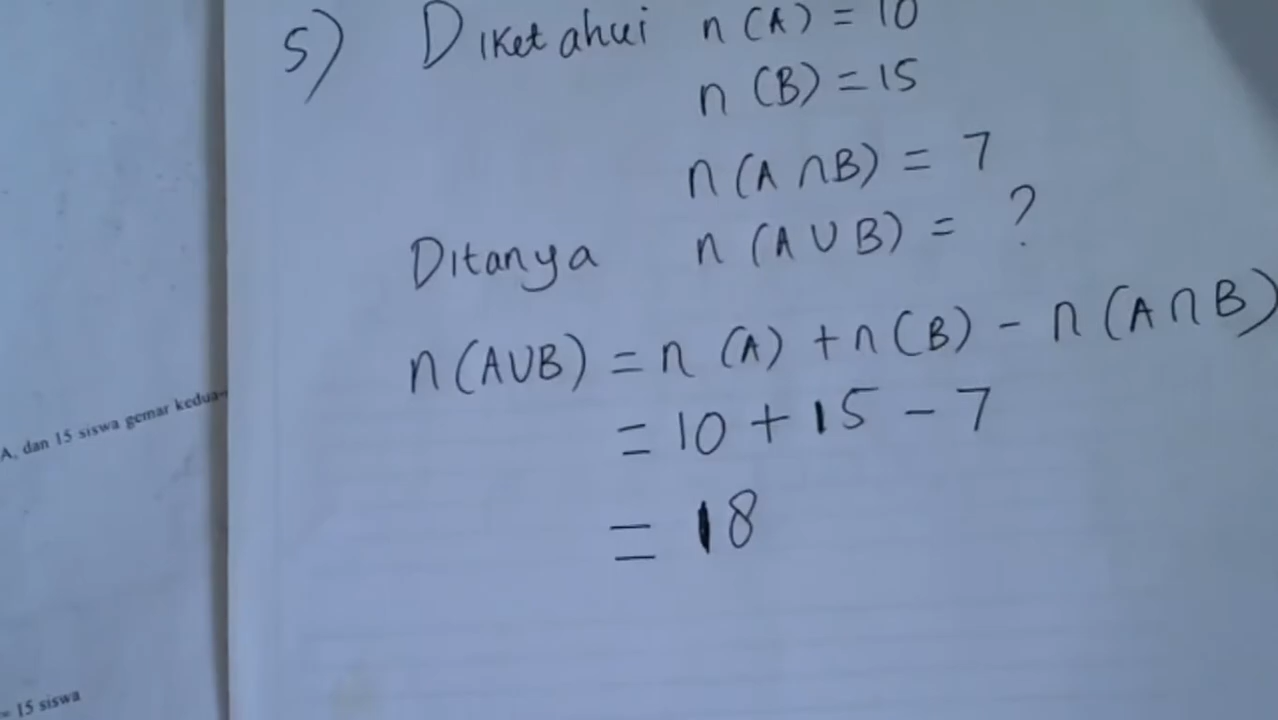 5) Diketahui n (A) = 10
n (B) = 15
n (A ∩ B) = 7
Ditanya n (A ∪ B) = ?
n (A∪B) = n (A) + n (B) - n (A ∩ B)
= 10 + 15 - 7
= 18
A, dan 15 siswa gemar kedua-
= 15 siswa